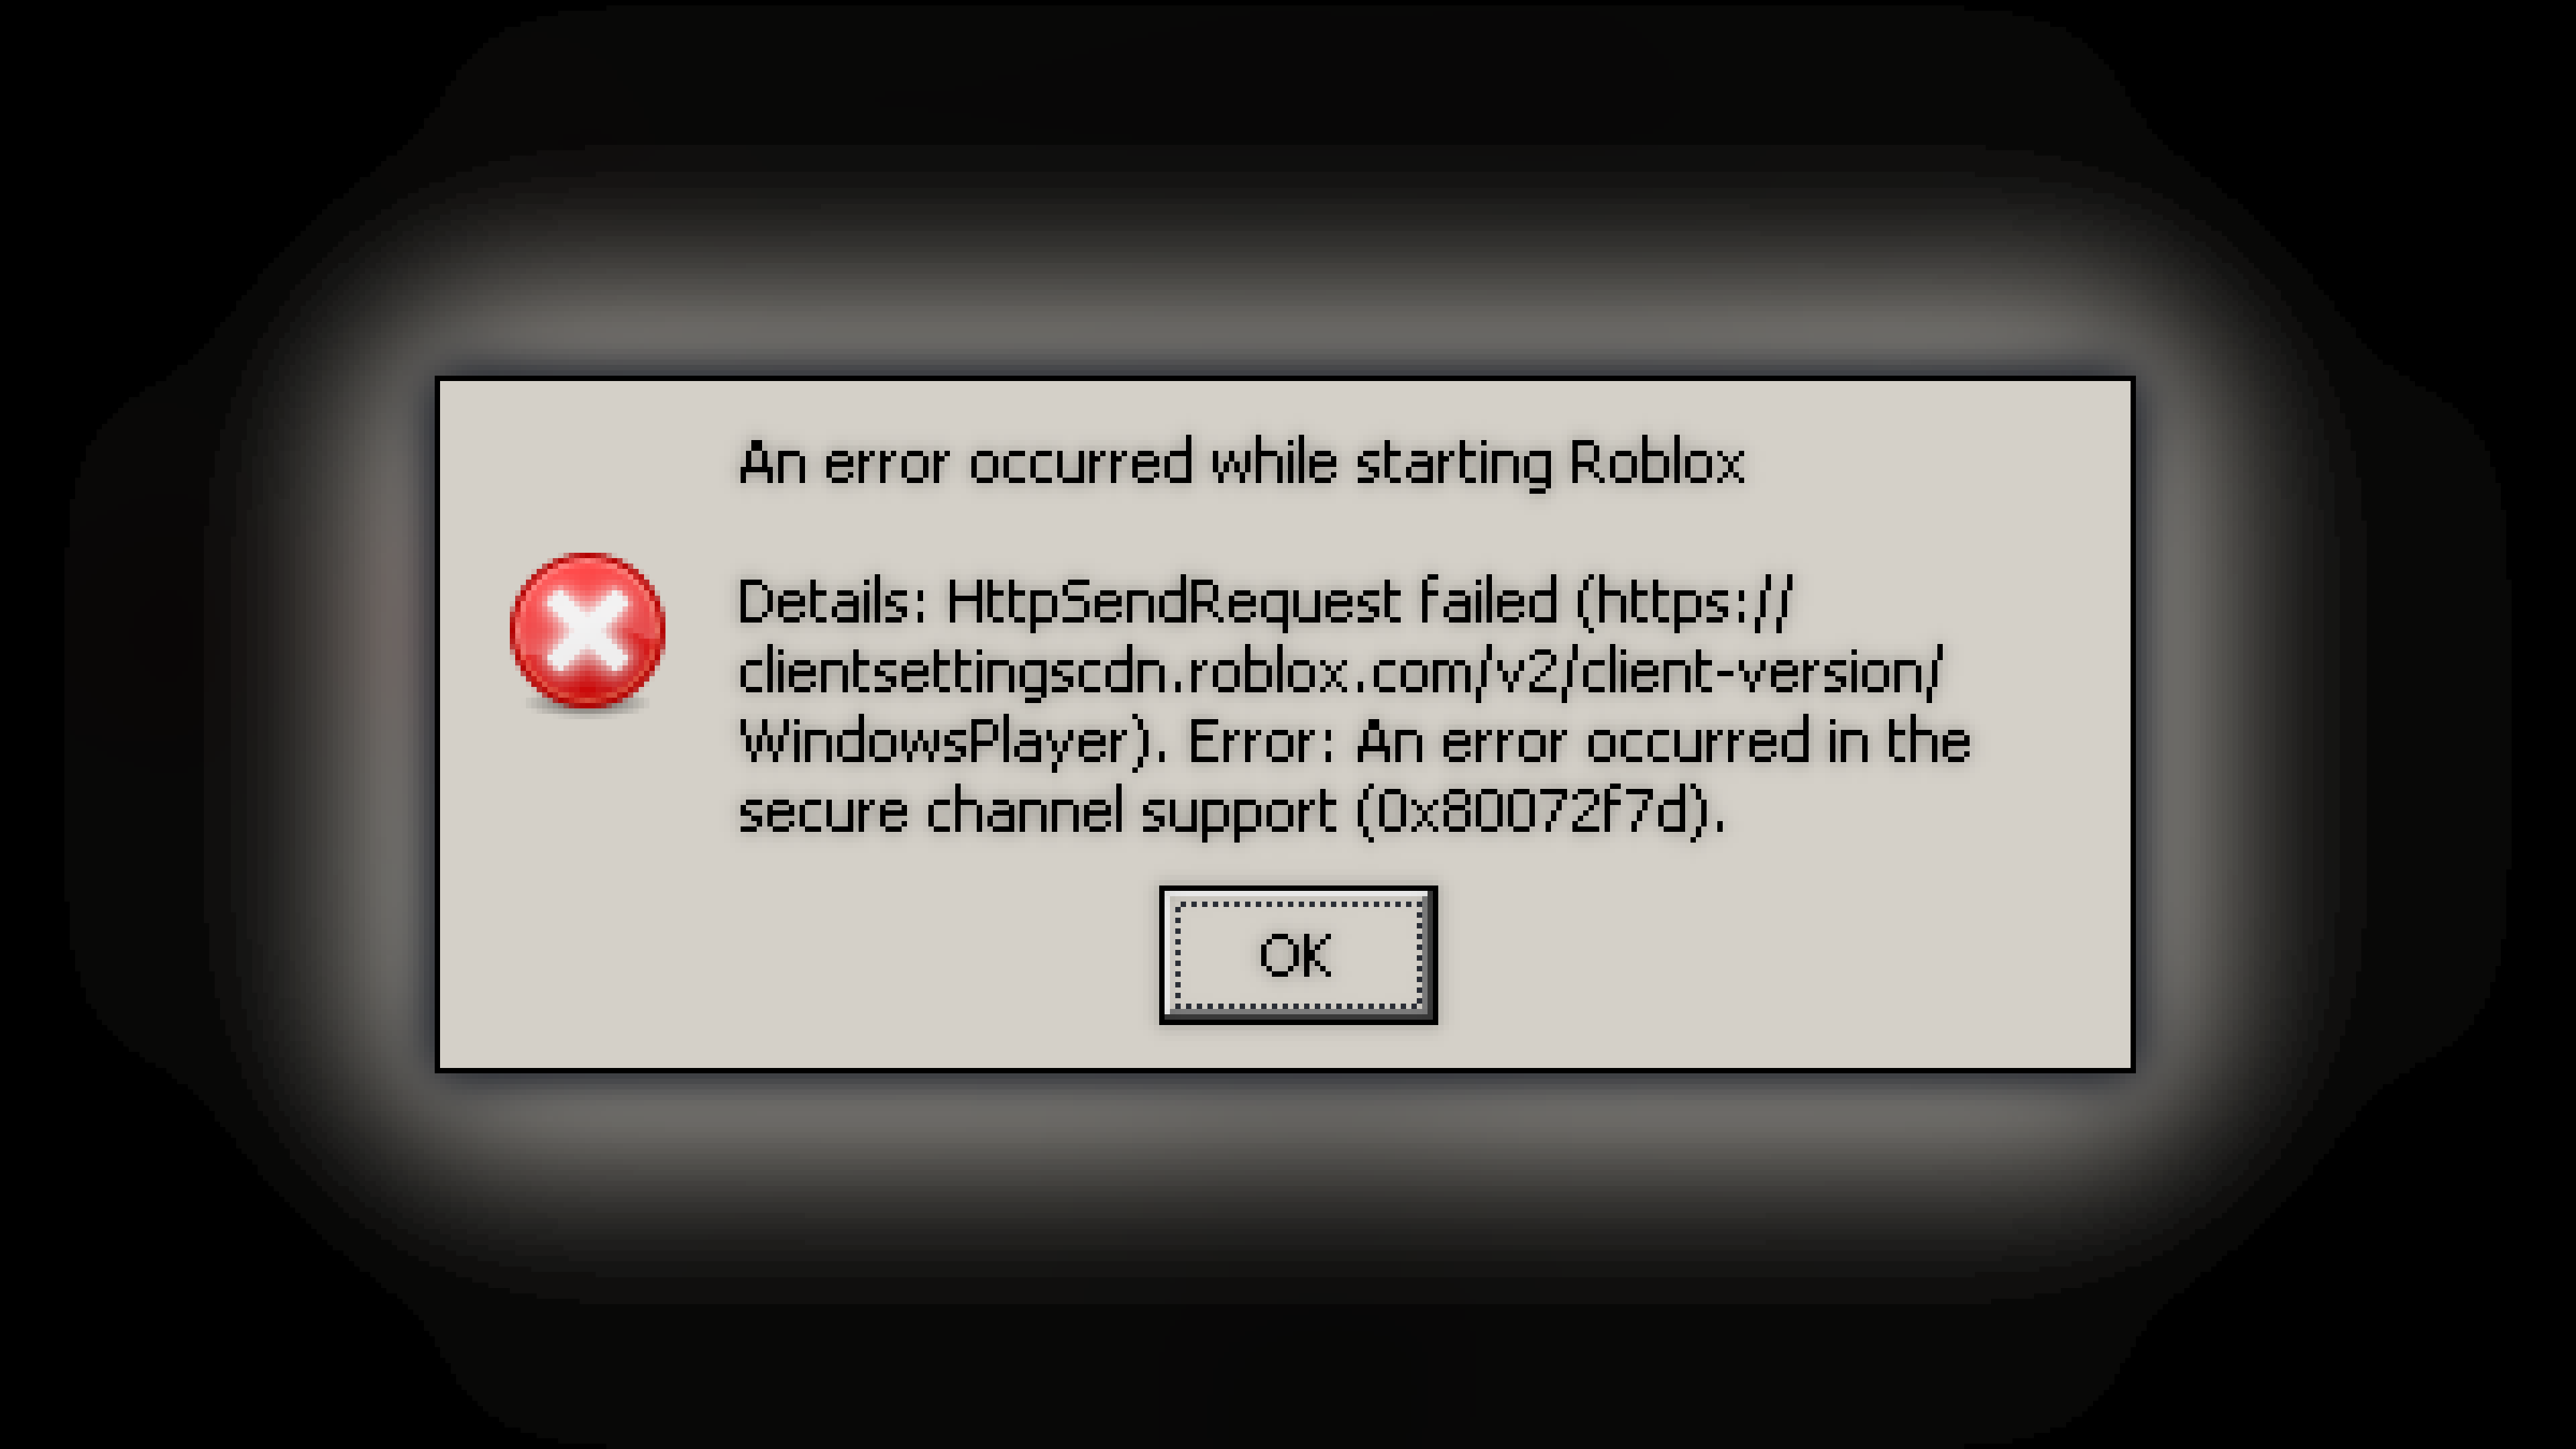 An error occurred while starting Roblox
Details: HttpSendRequest failed (https://
clientsettingscdn.roblox.com/v2/client-version/
WindowsPlayer). Error: An error occurred in the
secure channel support (0x80072f7d).
OK